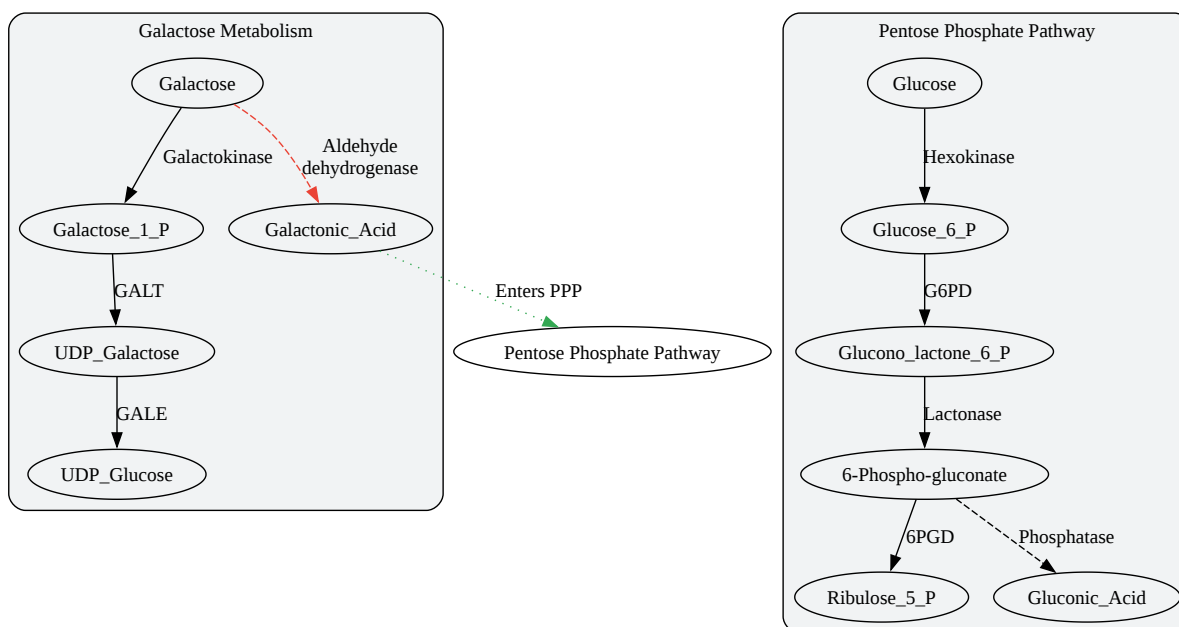 Galactose Metabolism
Galactose
Galactokinase
Aldehyde
dehydrogenase
Galactose_1_P
Galactonic_Acid
GALT
Enters PPP
UDP_Galactose
Pentose Phosphate Pathway
GALE
UDP_Glucose
Pentose Phosphate Pathway
Glucose
Hexokinase
Glucose_6_P
G6PD
Glucono_lactone_6_P
Lactonase
6-Phospho-gluconate
6PGD
Phosphatase
Ribulose_5_P
Gluconic_Acid